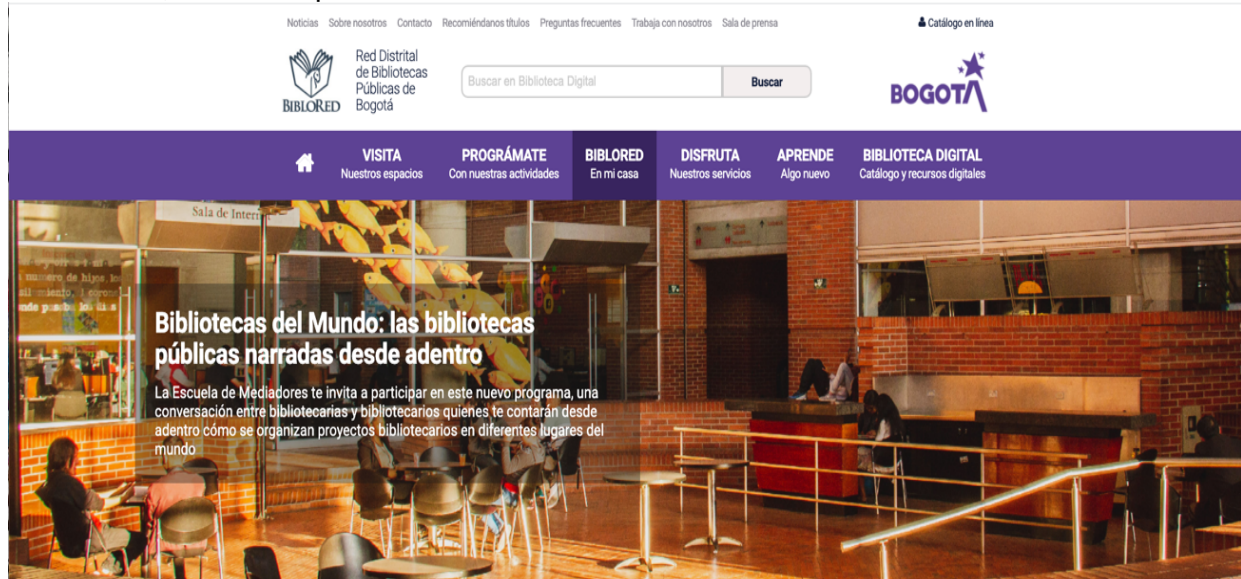 Noticias Sobre nosotros Contacto Recomiéndanos títulos Preguntas frecuentes Trabaja con nosotros Sala de prensa Catálogo en línea
BIBLORED
Red Distrital
de Bibliotecas
Públicas de
Bogotá
Buscar en Biblioteca Digital Buscar
BOGOTÁ
VISITA
Nuestros espacios
PROGRÁMATE
Con nuestras actividades
BIBLORED
En mi casa
DISFRUTA
Nuestros servicios
APRENDE
Algo nuevo
BIBLIOTECA DIGITAL
Catálogo y recursos digitales
Sala de
Bibliotecas del Mundo: las bibliotecas
públicas narradas desde adentro
La Escuela de Mediadores te invita a participar en este nuevo programa, una
conversación entre bibliotecarias y bibliotecarios quienes te contarán desde
adentro cómo se organizan proyectos bibliotecarios en diferentes lugares del
mundo